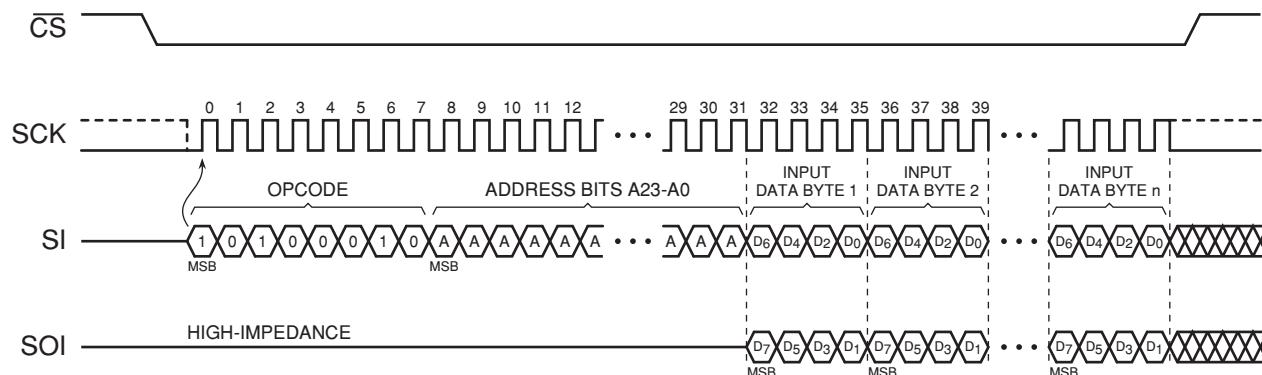 CS
SCK
0 1 2 3 4 5 6 7 8 9 10 11 12 29 30 31 32 33 34 35 36 37 38 39
OPCODE
ADDRESS BITS A23-A0
INPUT
DATA BYTE 1
INPUT
DATA BYTE 2
INPUT
DATA BYTE n
SI
1 0 1 0 0 0 1 0 A A A A A A A A A D6 D4 D2 D0 D6 D4 D2 D0 D6 D4 D2 D0
MSB MSB
HIGH-IMPEDANCE
SOI
D7 D5 D3 D1 D7 D5 D3 D1 D7 D5 D3 D1
MSB MSB MSB